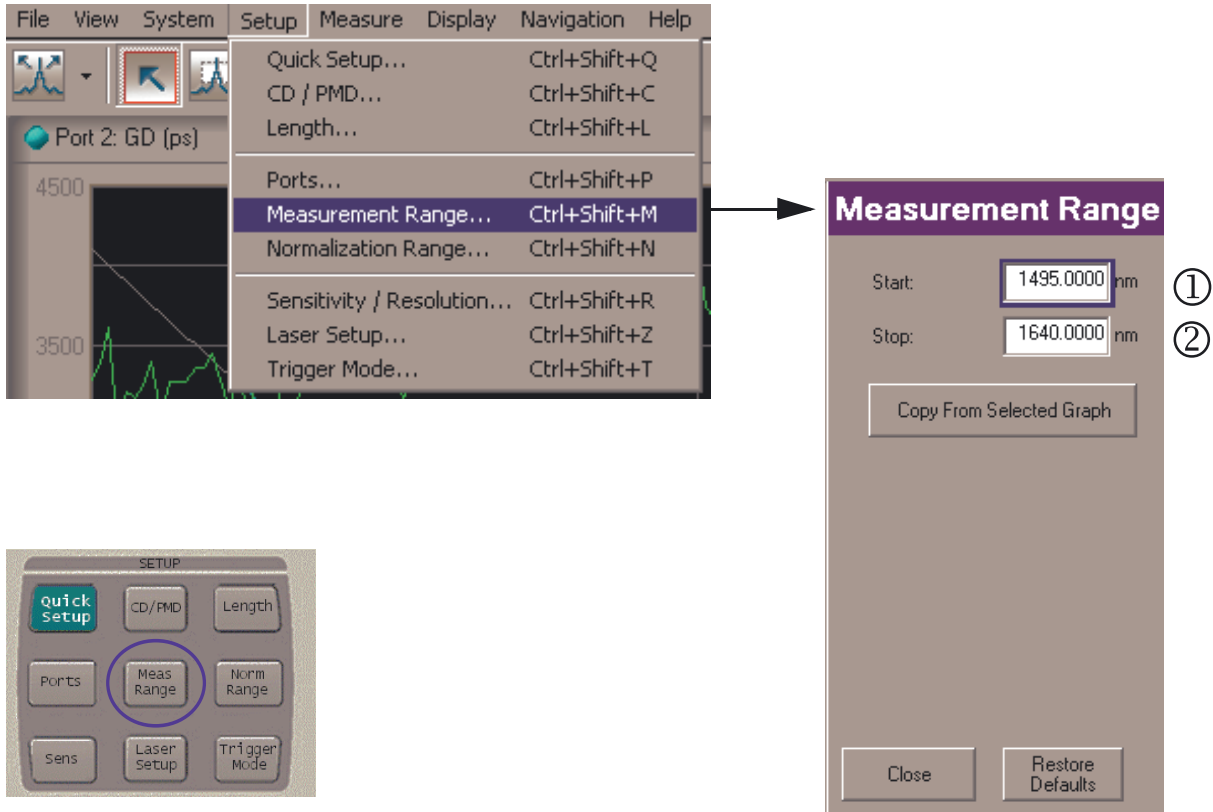 File View System Setup Measure Display Navigation Help
Quick Setup... Ctrl+Shift+Q
CD / PMD... Ctrl+Shift+C
Length... Ctrl+Shift+L
Port 2: GD (ps)
Ports... Ctrl+Shift+P
4500
Measurement Range... Ctrl+Shift+M
Normalization Range... Ctrl+Shift+N
Sensitivity / Resolution... Ctrl+Shift+R
Laser Setup... Ctrl+Shift+Z
3500
Trigger Mode... Ctrl+Shift+T
Measurement Range
Start: 1495.0000 nm ①
Stop: 1640.0000 nm ②
Copy From Selected Graph
Close
Restore
Defaults
SETUP
Quick
Setup
CD/PMD
Length
Ports
Meas
Range
Norm
Range
Sens
Laser
Setup
Trigger
Mode